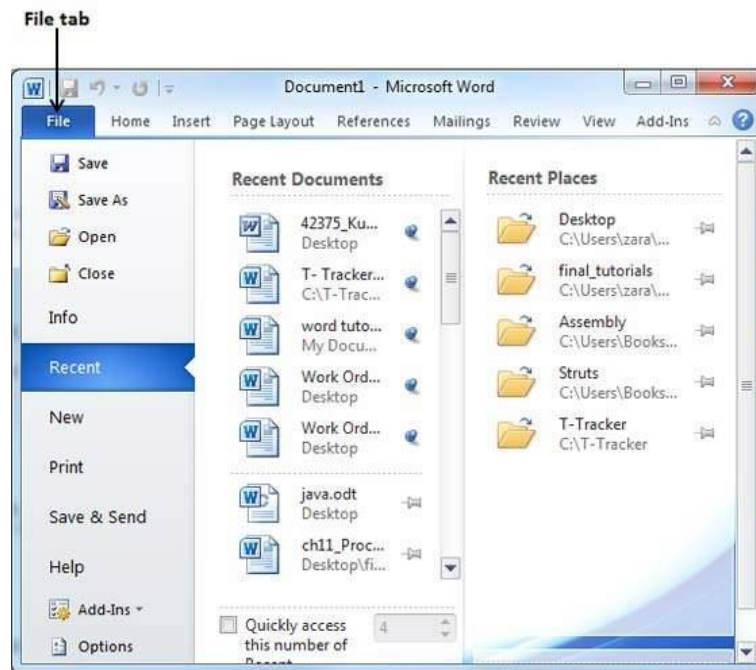 File tab
Document1 - Microsoft Word
File Home Insert Page Layout References Mailings Review View Add-Ins
Save
Save As
Open
Close
Info
Recent
New
Print
Save & Send
Help
Add-Ins
Options
Recent Documents
42375_Ku...
Desktop
T- Tracker...
C:\T-Trac...
word tuto...
My Docu...
Work Ord...
Desktop
Work Ord...
Desktop
java.odt
Desktop
ch11_Proc...
Desktop\fi...
Quickly access
this number of
4
Recent Places
Desktop
C:\Users\zara\...
final_tutorials
C:\Users\zara\...
Assembly
C:\Users\Books...
Struts
C:\Users\Books...
T-Tracker
C:\T-Tracker